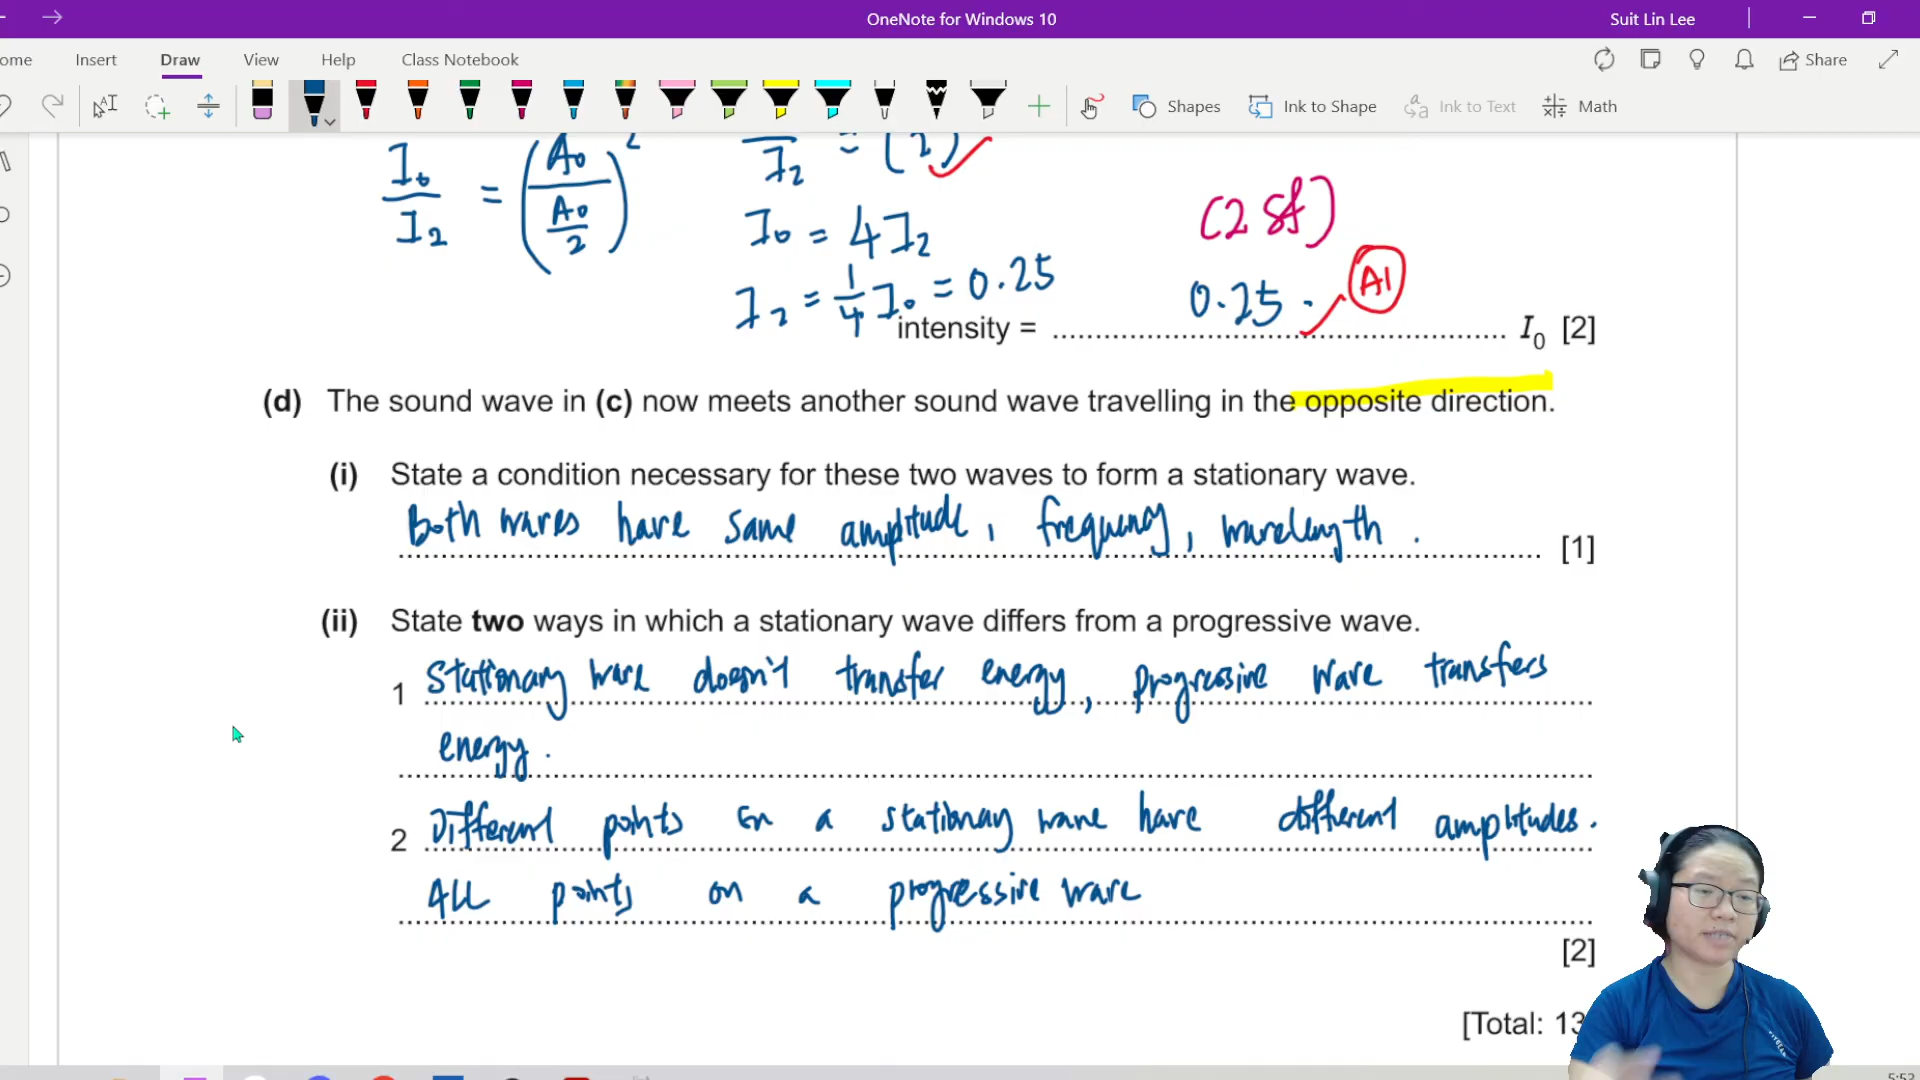 OneNote for Windows 10
Suit Lin Lee
ome Insert Draw View Help Class Notebook
Share
Shapes Ink to Shape Ink to Text Math
I₀/I₂ = (A₀/(A₀/2))²
I₂ = (2)
I₀ = 4I₂
(2 sf)
I₂ = 1/4 I₀ = 0.25
0.25. A1
intensity = ........ I₀ [2]
(d) The sound wave in (c) now meets another sound wave travelling in the opposite direction.
(i) State a condition necessary for these two waves to form a stationary wave.
Both waves have same amplitude, frequency, wavelength.
[1]
(ii) State two ways in which a stationary wave differs from a progressive wave.
1 Stationary wave doesn't transfer energy, progressive wave transfers
energy.
2 Different points on a stationary wave have different amplitudes.
All points on a progressive wave
[2]
[Total: 13